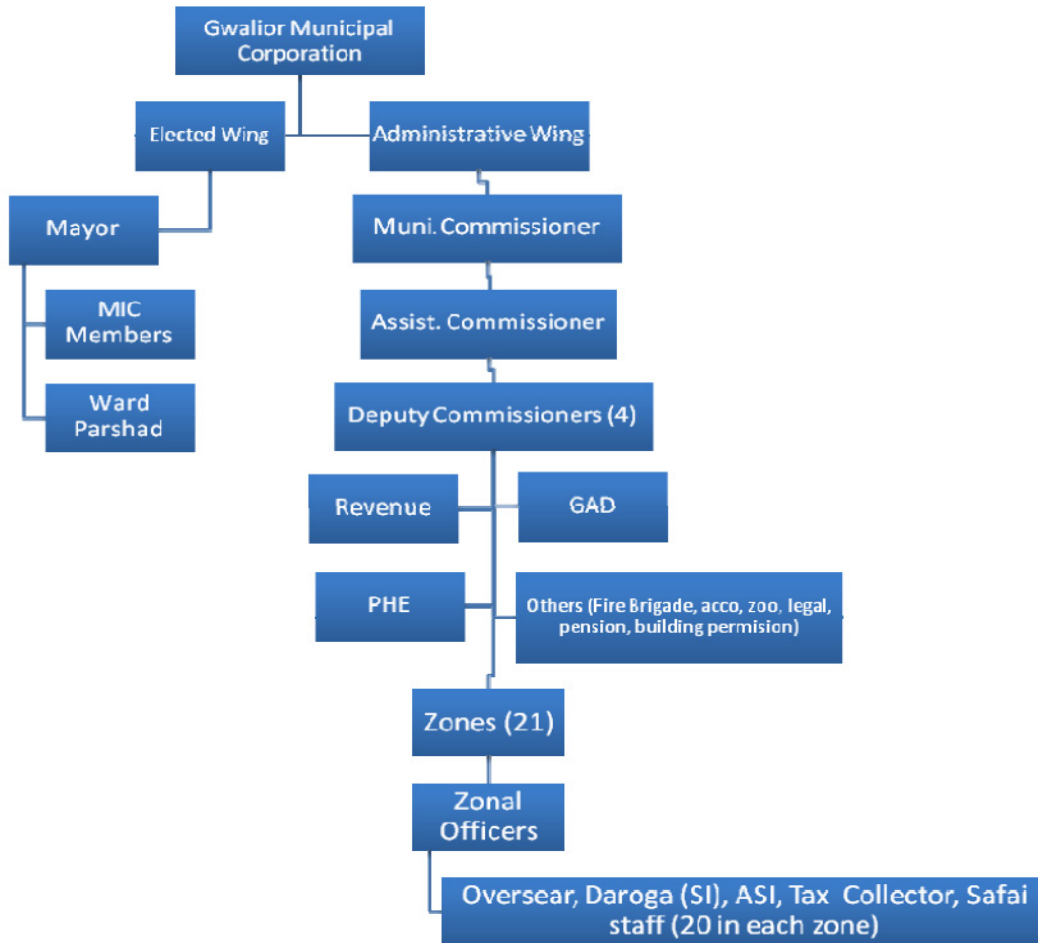 Gwalior Municipal
Corporation
Elected Wing
Administrative Wing
Mayor
Muni. Commissioner
MIC
Members
Assist. Commissioner
Ward
Parshad
Deputy Commissioners (4)
Revenue
GAD
PHE
Others (Fire Brigade, acco, zoo, legal,
pension, building permision)
Zones (21)
Zonal
Officers
Oversear, Daroga (SI), ASI, Tax Collector, Safai
staff (20 in each zone)